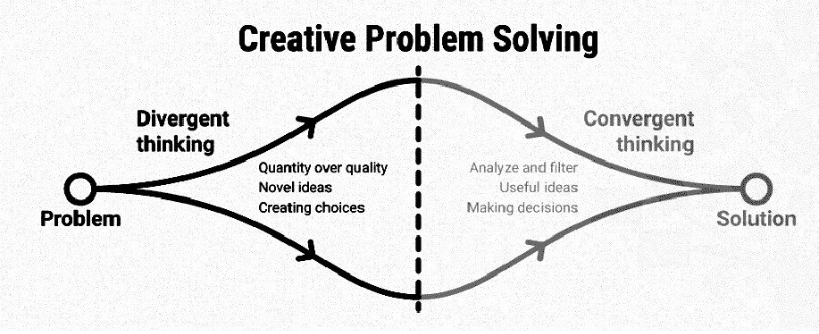 Creative Problem Solving
Divergent
thinking
Quantity over quality
Novel ideas
Creating choices
Problem
Convergent
thinking
Analyze and filter
Useful ideas
Making decisions
Solution